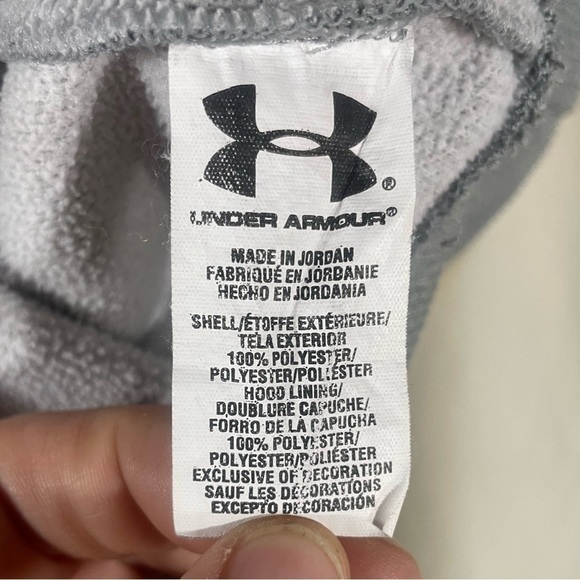 ®
UNDER ARMOUR®
MADE IN JORDAN
FABRIQUÉ EN JORDANIE
HECHO EN JORDANIA
SHELL/ÉTOFFE EXTÉRIEURE/
TELA EXTERIOR
100% POLYESTER/
POLYESTER/POLIÉSTER
HOOD LINING/
DOUBLURE CAPUCHE/
FORRO DE LA CAPUCHA
100% POLYESTER/
POLYESTER/POLIÉSTER
EXCLUSIVE OF DECORATION
SAUF LES DÉCORATIONS
EXCEPTO DECORACIÓN